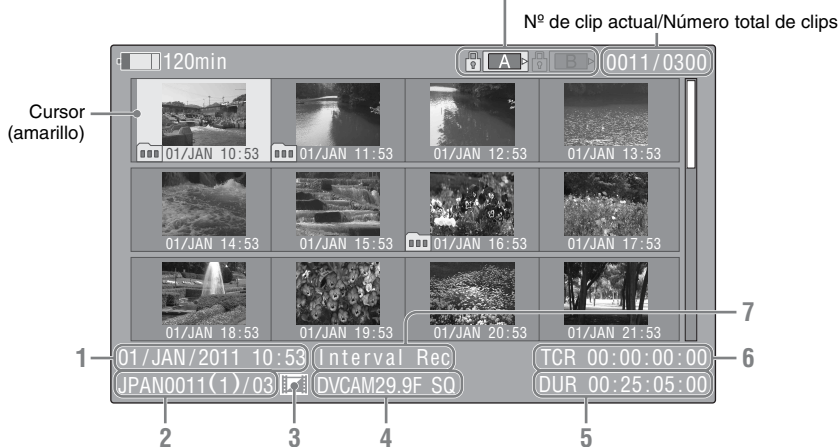 Nº de clip actual/Número total de clips
120min
A
B
0011/0300
Cursor
(amarillo)
01/JAN 10:53
01/JAN 11:53
01/JAN 12:53
01/JAN 13:53
01/JAN 14:53
01/JAN 15:53
01/JAN 16:53
01/JAN 17:53
01/JAN 18:53
01/JAN 19:53
01/JAN 20:53
01/JAN 21:53
7
1
01/JAN/2011 10:53
Interval Rec
TCR 00:00:00:00
6
JPAN0011(1)/03
DVCAM29.9F SQ
DUR 00:25:05:00
2
3
4
5